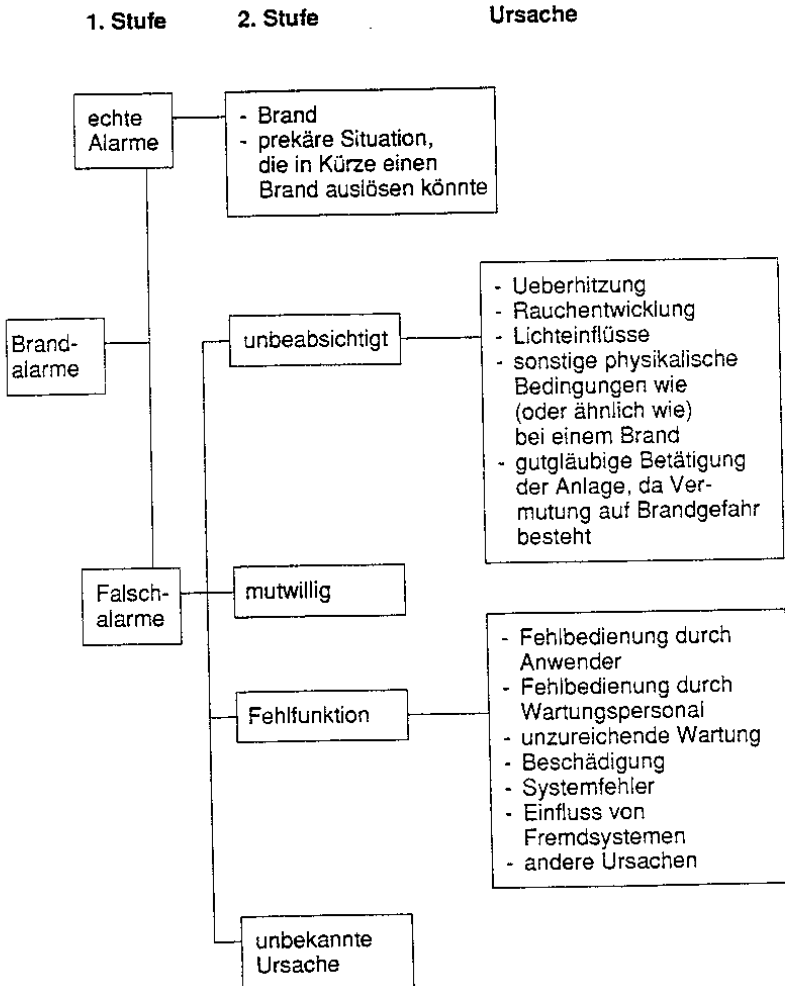 1. Stufe
2. Stufe
Ursache
echte
Alarme
- Brand
- prekäre Situation,
die in Kürze einen
Brand auslösen könnte
Brand-
alarme
unbeabsichtigt
- Ueberhitzung
- Rauchentwicklung
- Lichteinflüsse
- sonstige physikalische
Bedingungen wie
(oder ähnlich wie)
bei einem Brand
- gutgläubige Betätigung
der Anlage, da Ver-
mutung auf Brandgefahr
besteht
Falsch-
alarme
mutwillig
Fehlfunktion
- Fehlbedienung durch
Anwender
- Fehlbedienung durch
Wartungspersonal
- unzureichende Wartung
- Beschädigung
- Systemfehler
- Einfluss von
Fremdsystemen
- andere Ursachen
unbekannte
Ursache